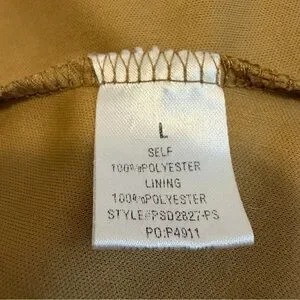 L
SELF
100%POLYESTER
LINING
100%POLYESTER
STYLE#PSD2827-PS
PO:P4911